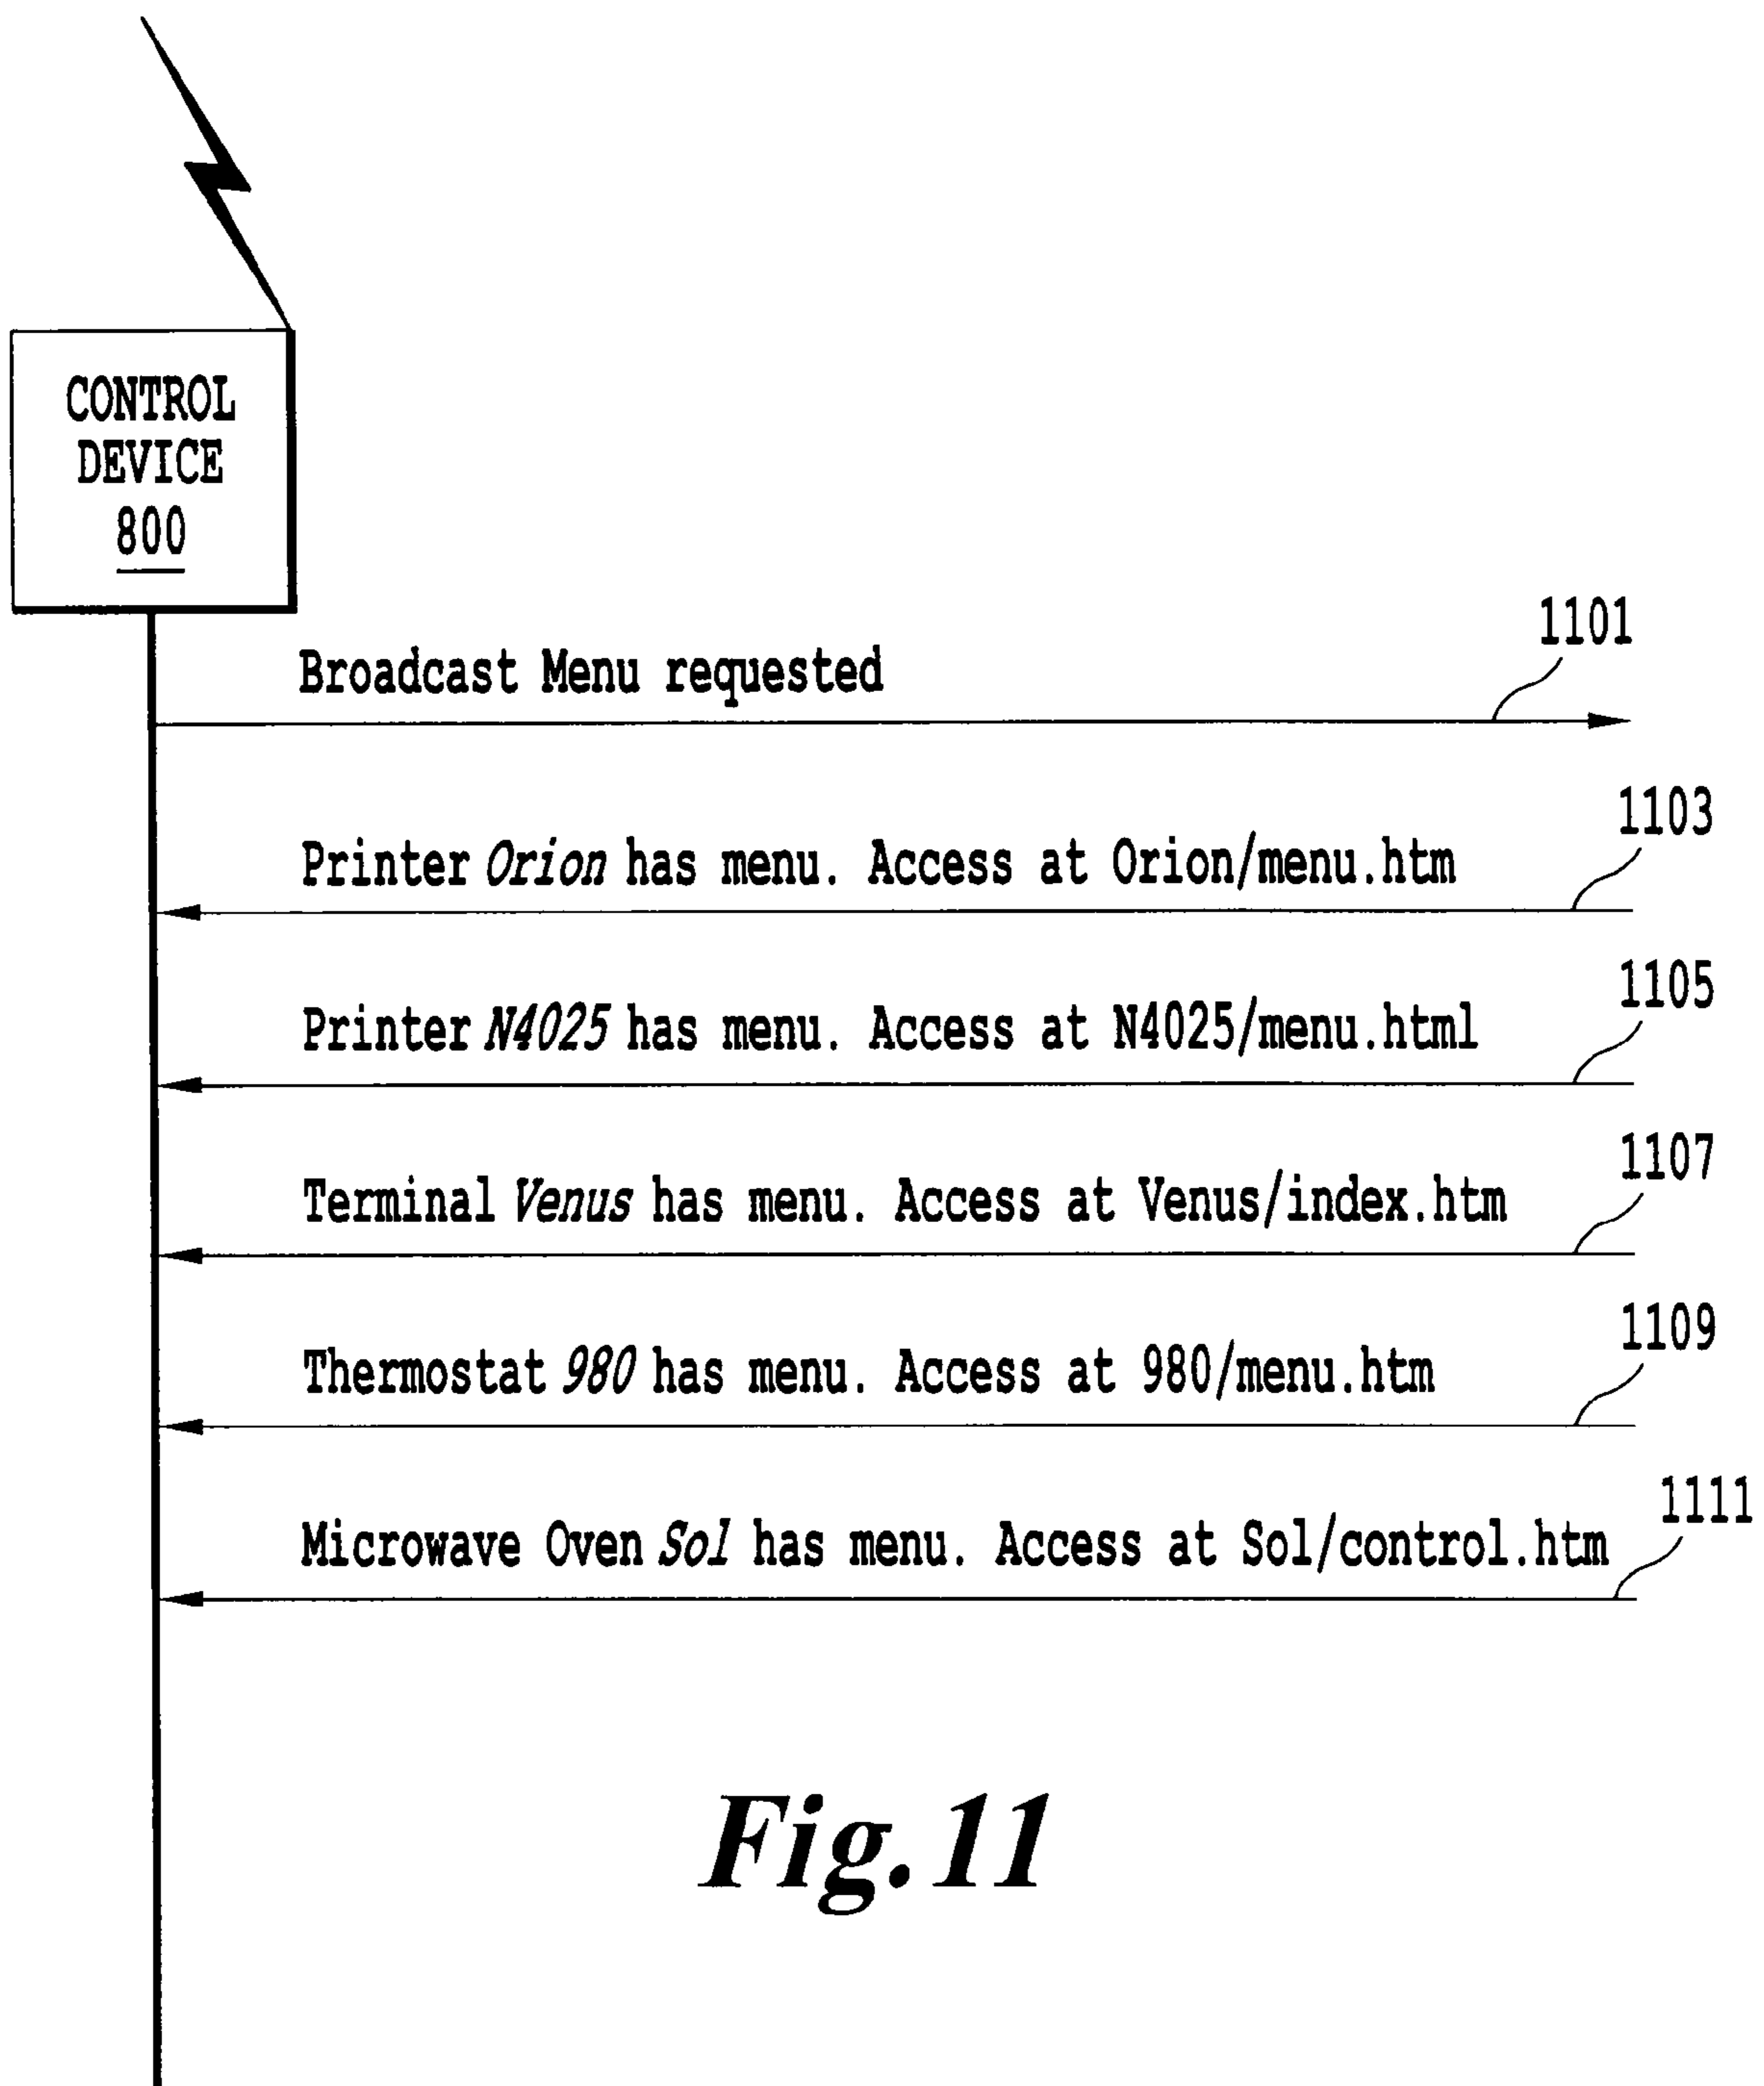 CONTROL
DEVICE
800
1101
Broadcast Menu requested
1103
Printer Orion has menu. Access at Orion/menu.htm
1105
Printer N4025 has menu. Access at N4025/menu.html
1107
Terminal Venus has menu. Access at Venus/index.htm
1109
Thermostat 980 has menu. Access at 980/menu.htm
1111
Microwave Oven Sol has menu. Access at Sol/control.htm
Fig.11